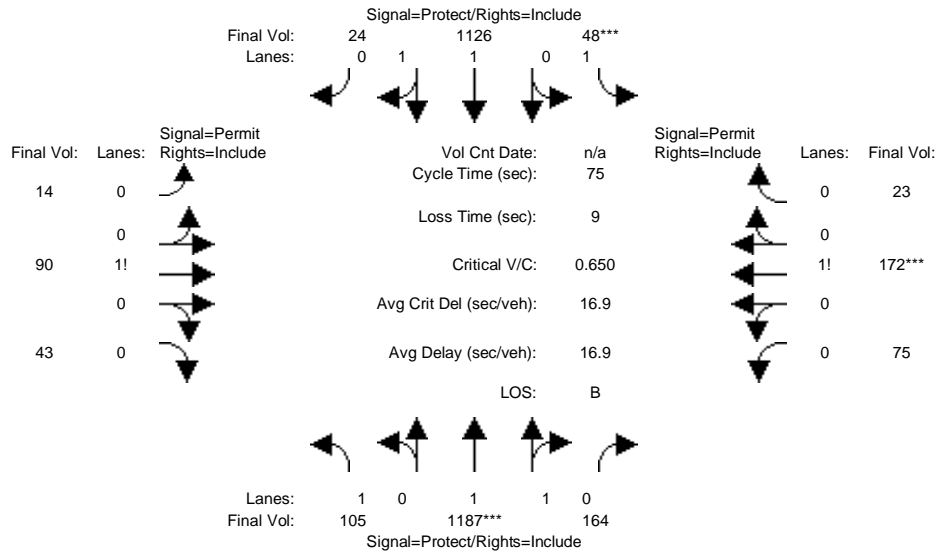 Signal=Protect/Rights=Include
Final Vol: 24 1126 48***
Lanes: 0 1 1 0 1
Signal=Permit Signal=Permit
Final Vol: Lanes: Rights=Include Vol Cnt Date: n/a Rights=Include Lanes: Final Vol:
Cycle Time (sec): 75
14 0 0 23
Loss Time (sec): 9
0 0
90 1! Critical V/C: 0.650 1! 172***
0 Avg Crit Del (sec/veh): 16.9 0
43 0 Avg Delay (sec/veh): 16.9 0 75
LOS: B
Lanes: 1 0 1 1 0
Final Vol: 105 1187*** 164
Signal=Protect/Rights=Include